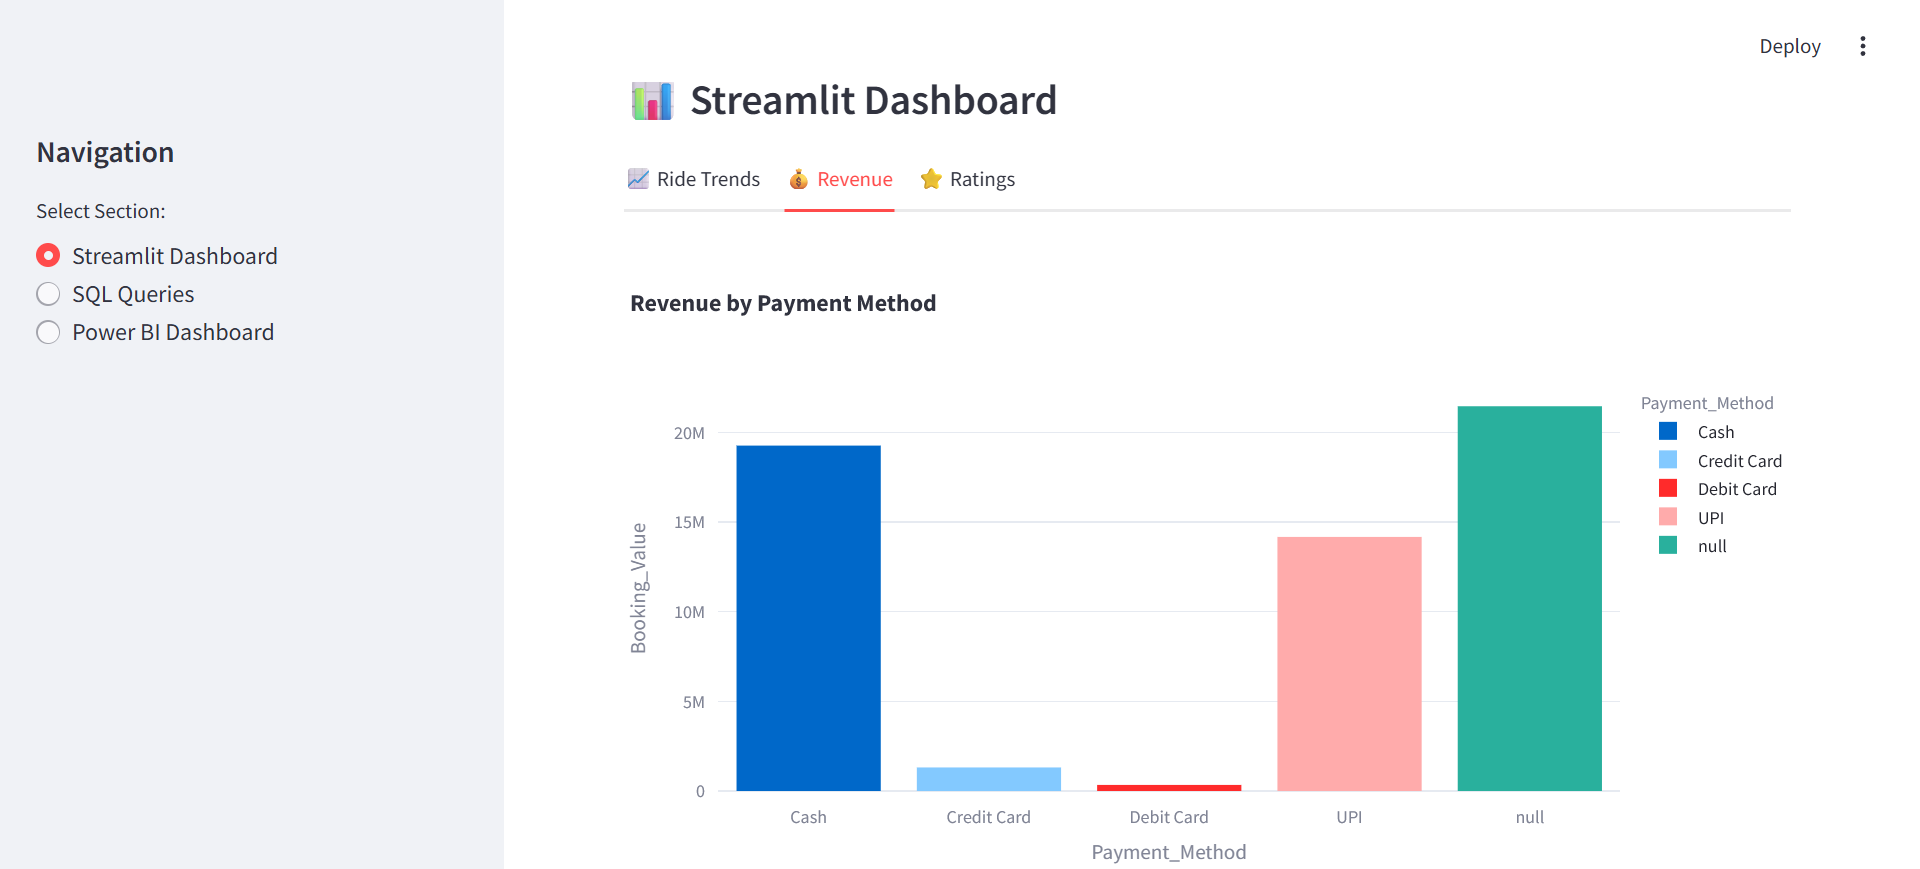 Deploy
Streamlit Dashboard
Navigation
Select Section:
Streamlit Dashboard
SQL Queries
Power BI Dashboard
Ride Trends
Revenue
Ratings
Revenue by Payment Method
20M
15M
10M
5M
0
Booking_Value
Cash
Credit Card
Debit Card
UPI
null
Payment_Method
Payment_Method
Cash
Credit Card
Debit Card
UPI
null